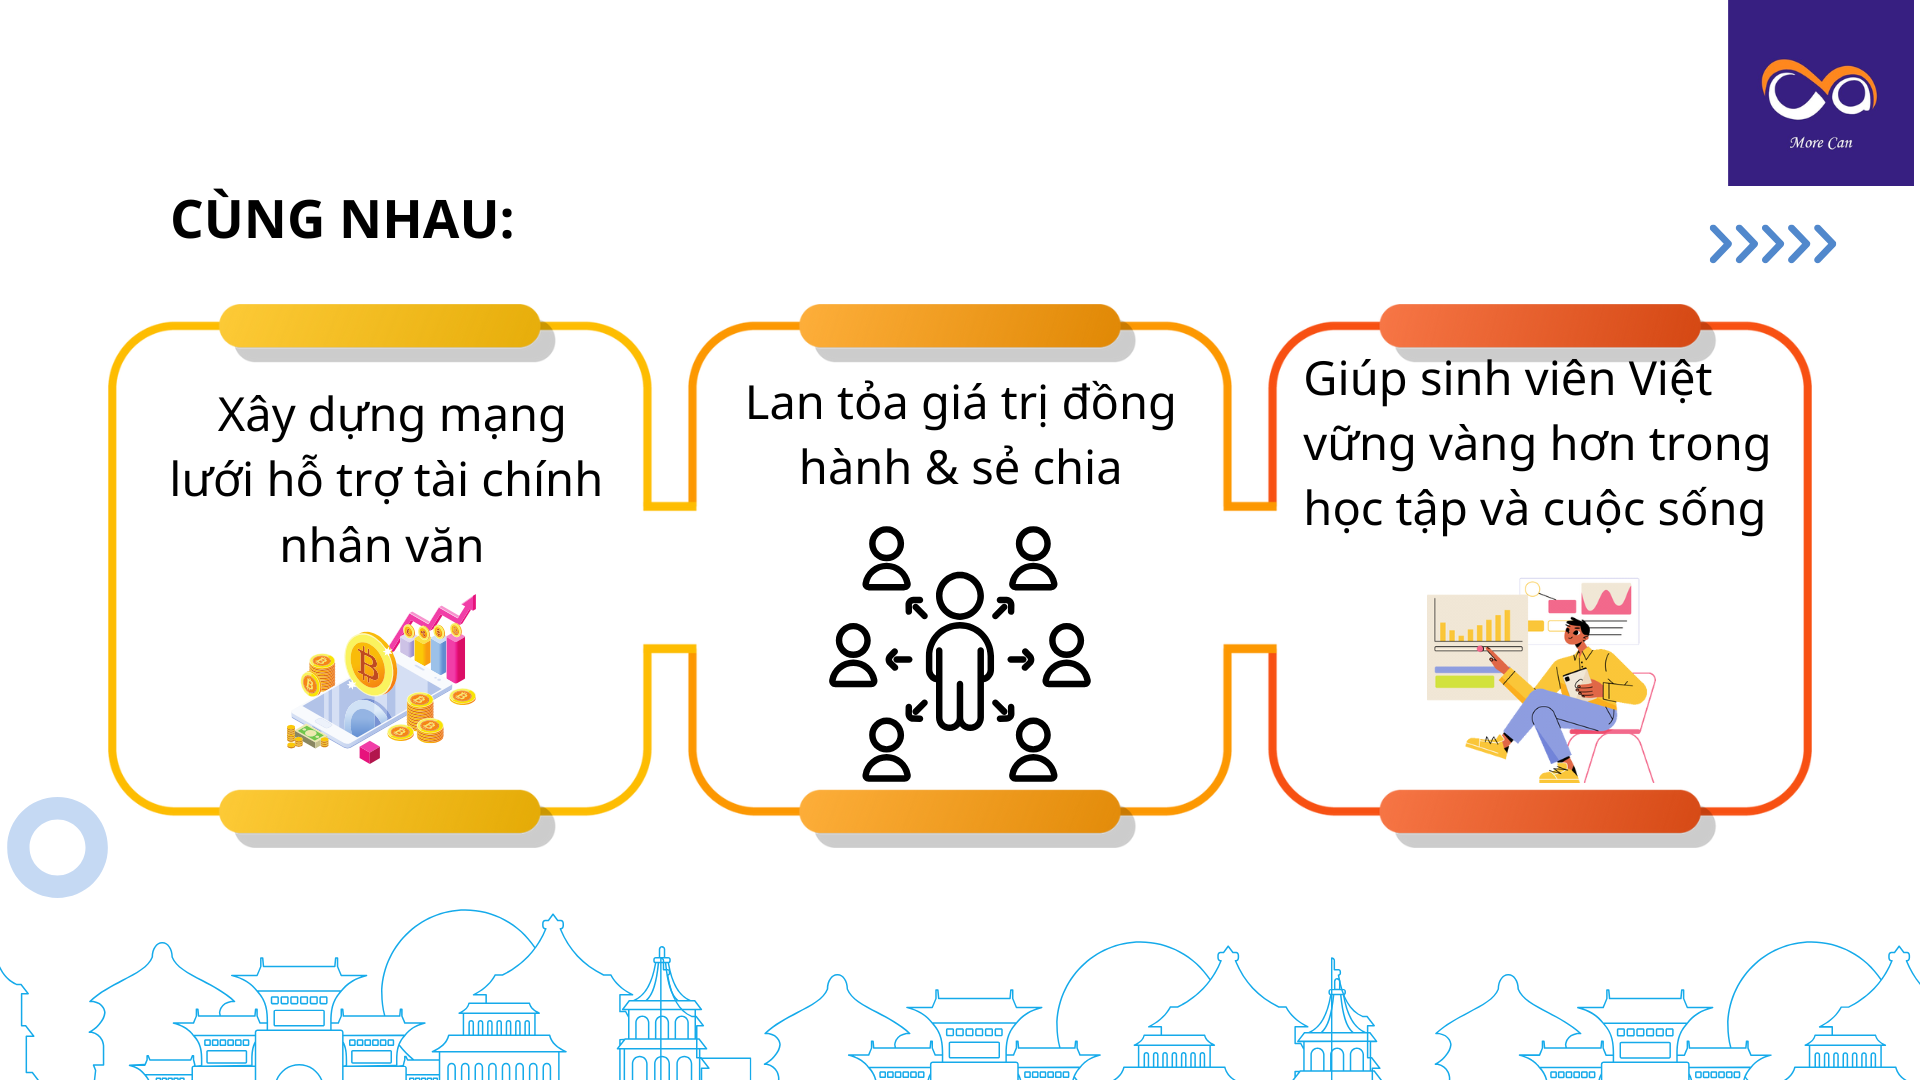 More Can
CÙNG NHAU:
Xây dựng mạng
lưới hỗ trợ tài chính
nhân văn
Lan tỏa giá trị đồng
hành & sẻ chia
Giúp sinh viên Việt
vững vàng hơn trong
học tập và cuộc sống